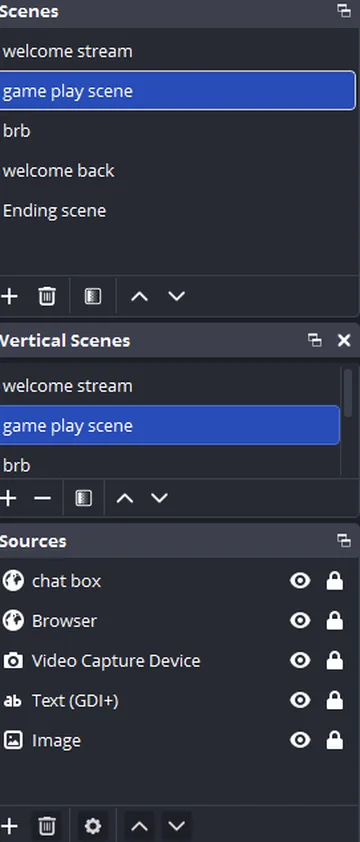 Scenes
welcome stream
game play scene
brb
welcome back
Ending scene
Vertical Scenes
welcome stream
game play scene
brb
Sources
chat box
Browser
Video Capture Device
ab Text (GDI+)
Image